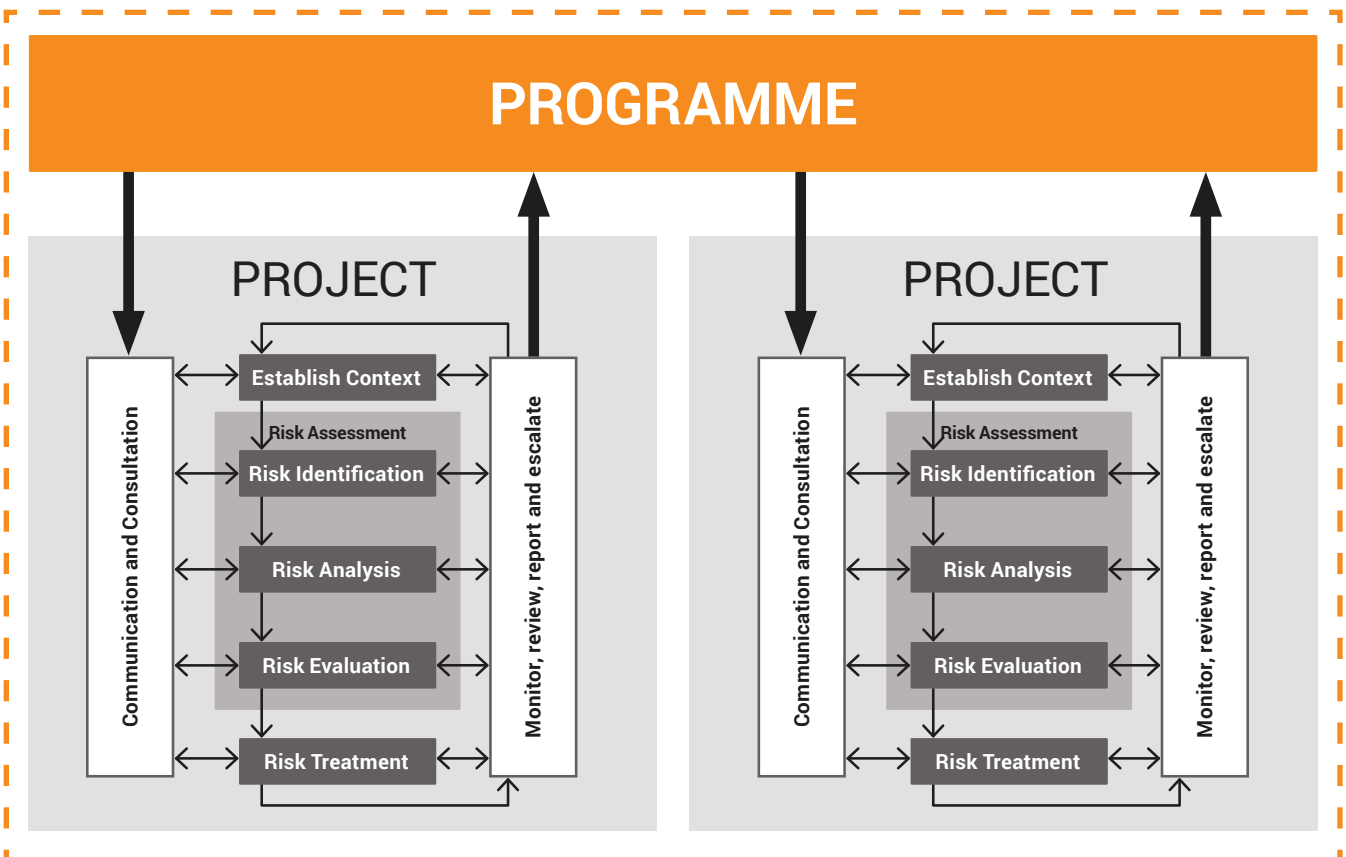 PROGRAMME
PROJECT
Communication and Consultation
Establish Context
Risk Assessment
Risk Identification
Risk Analysis
Risk Evaluation
Risk Treatment
Monitor, review, report and escalate
PROJECT
Communication and Consultation
Establish Context
Risk Assessment
Risk Identification
Risk Analysis
Risk Evaluation
Risk Treatment
Monitor, review, report and escalate